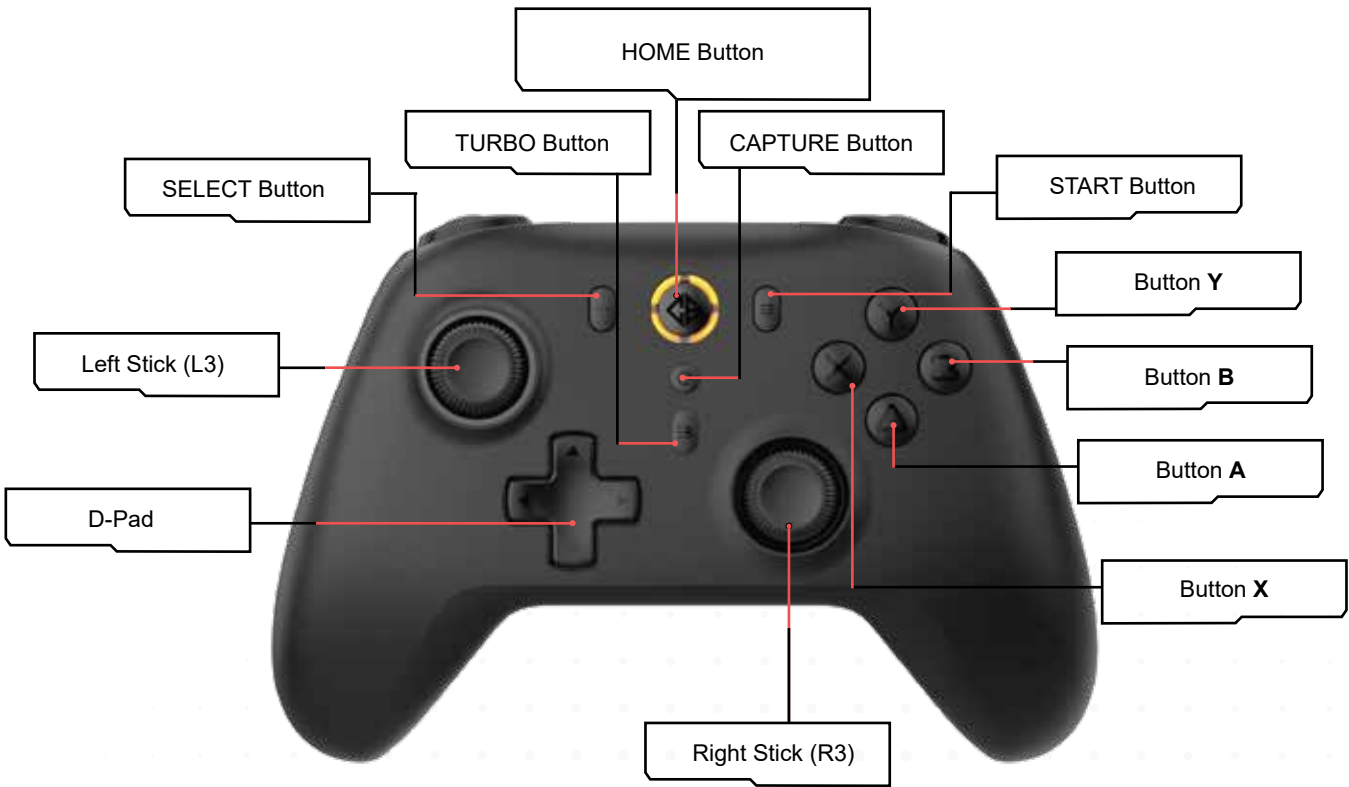 HOME Button
TURBO Button
CAPTURE Button
SELECT Button
START Button
Button Y
Left Stick (L3)
Button B
Button A
D-Pad
Button X
Right Stick (R3)
Y
X
A